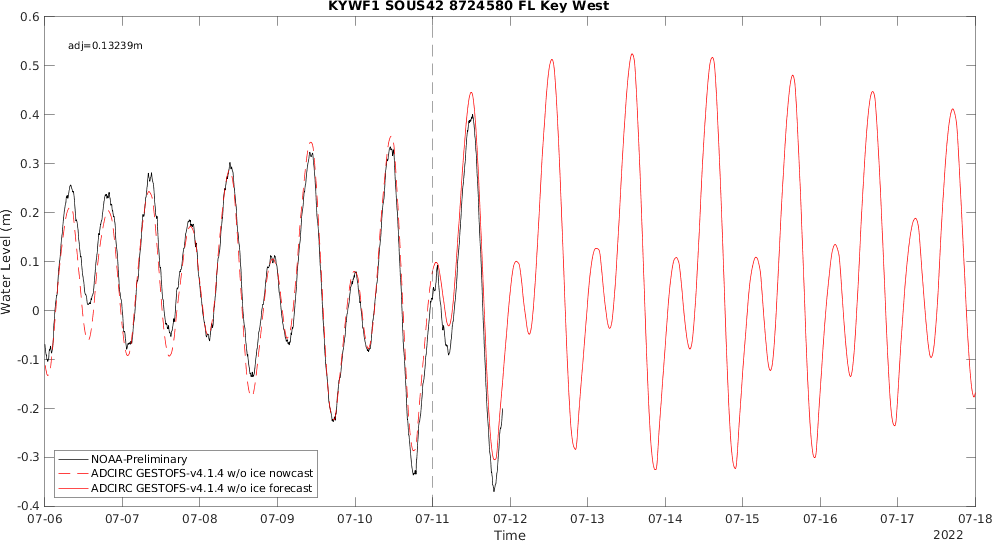 KYWF1 SOUS42 8724580 FL Key West
adj=0.13239m
Water Level (m)
0.6
0.5
0.4
0.3
0.2
0.1
0
-0.1
-0.2
-0.3
-0.4
NOAA-Preliminary
ADCIRC GESTOFS-v4.1.4 w/o ice nowcast
ADCIRC GESTOFS-v4.1.4 w/o ice forecast
07-06 07-07 07-08 07-09 07-10 07-11 07-12 07-13 07-14 07-15 07-16 07-17 07-18
Time
2022